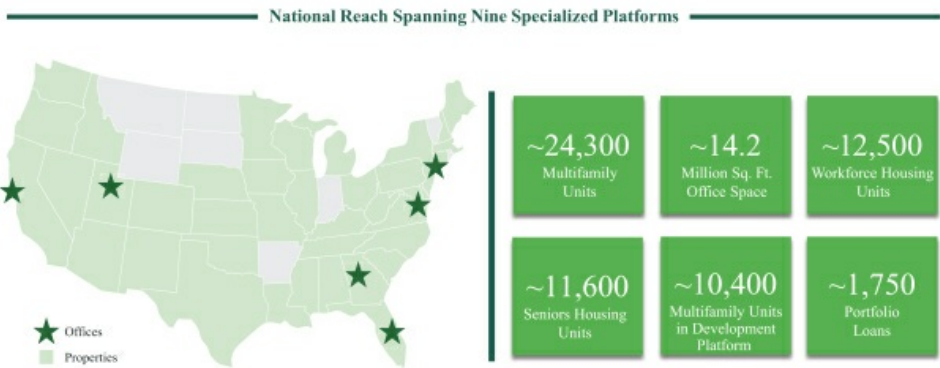 National Reach Spanning Nine Specialized Platforms
~24,300
Multifamily
Units
~14.2
Million Sq. Ft.
Office Space
~12,500
Workforce Housing
Units
~11,600
Seniors Housing
Units
~10,400
Multifamily Units
in Development
Platform
~1,750
Portfolio
Loans
Offices
Properties